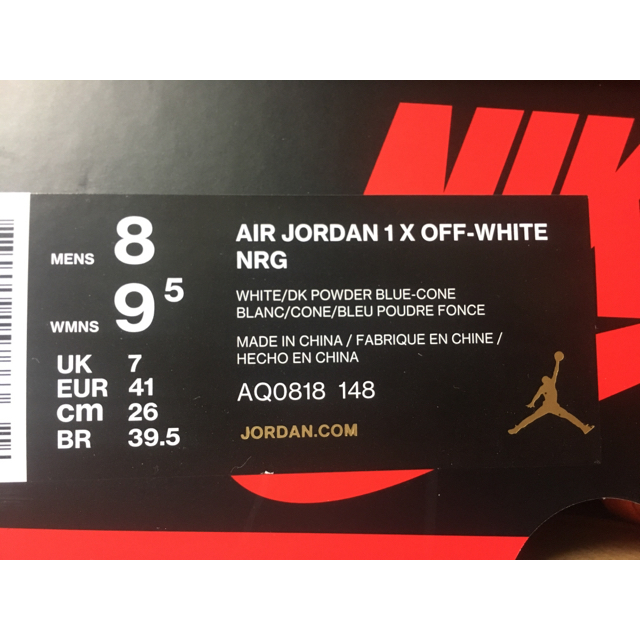 NIKE
MENS 8
WMNS 9⁵
UK 7
EUR 41
cm 26
BR 39.5
AIR JORDAN 1 X OFF-WHITE
NRG
WHITE/DK POWDER BLUE-CONE
BLANC/CONE/BLEU POUDRE FONCE
MADE IN CHINA / FABRIQUE EN CHINE /
HECHO EN CHINA
AQ0818 148
JORDAN.COM